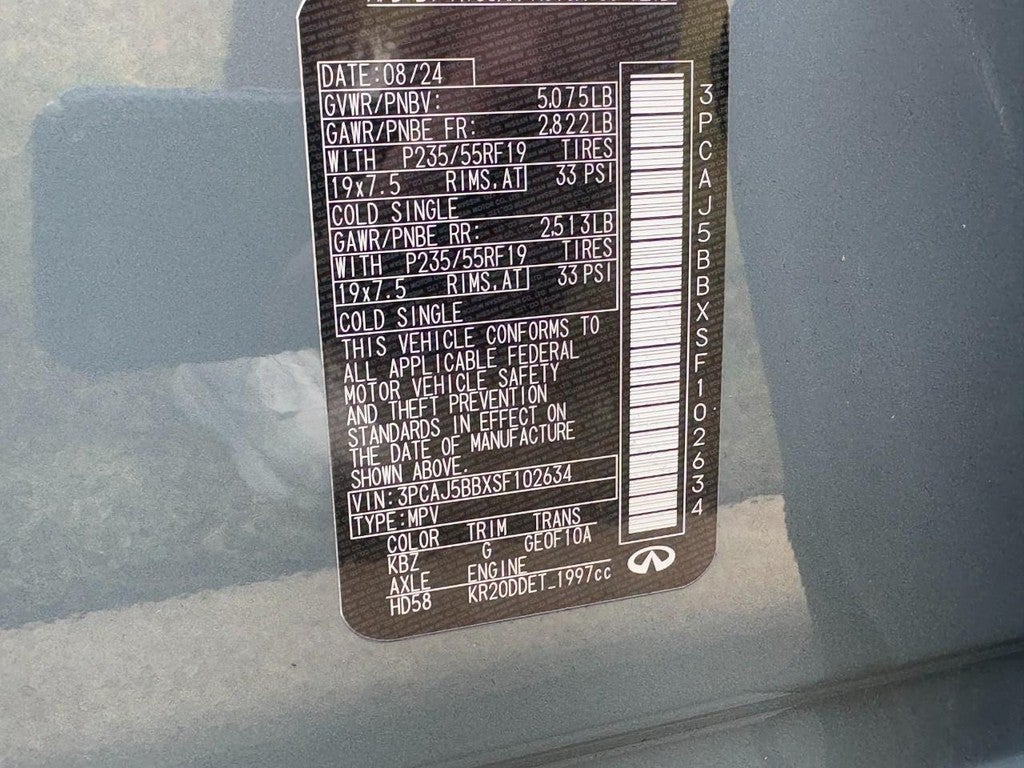 DATE:08/24
GVWR/PNBV: 5,075LB
GAWR/PNBE FR: 2,822LB
WITH P235/55RF19 TIRES
19x7.5 RIMS,AT 33 PSI
COLD SINGLE
GAWR/PNBE RR: 2,513LB
WITH P235/55RF19 TIRES
19x7.5 RIMS,AT 33 PSI
COLD SINGLE
THIS VEHICLE CONFORMS TO
ALL APPLICABLE FEDERAL
MOTOR VEHICLE SAFETY
AND THEFT PREVENTION
STANDARDS IN EFFECT ON
THE DATE OF MANUFACTURE
SHOWN ABOVE.
VIN:3PCAJ5BBXSF102634
TYPE:MPV
COLOR TRIM TRANS
KBZ G GE0F10A
AXLE ENGINE
HD58 KR20DDET_1997cc
3PCAJ5BBXSF102634